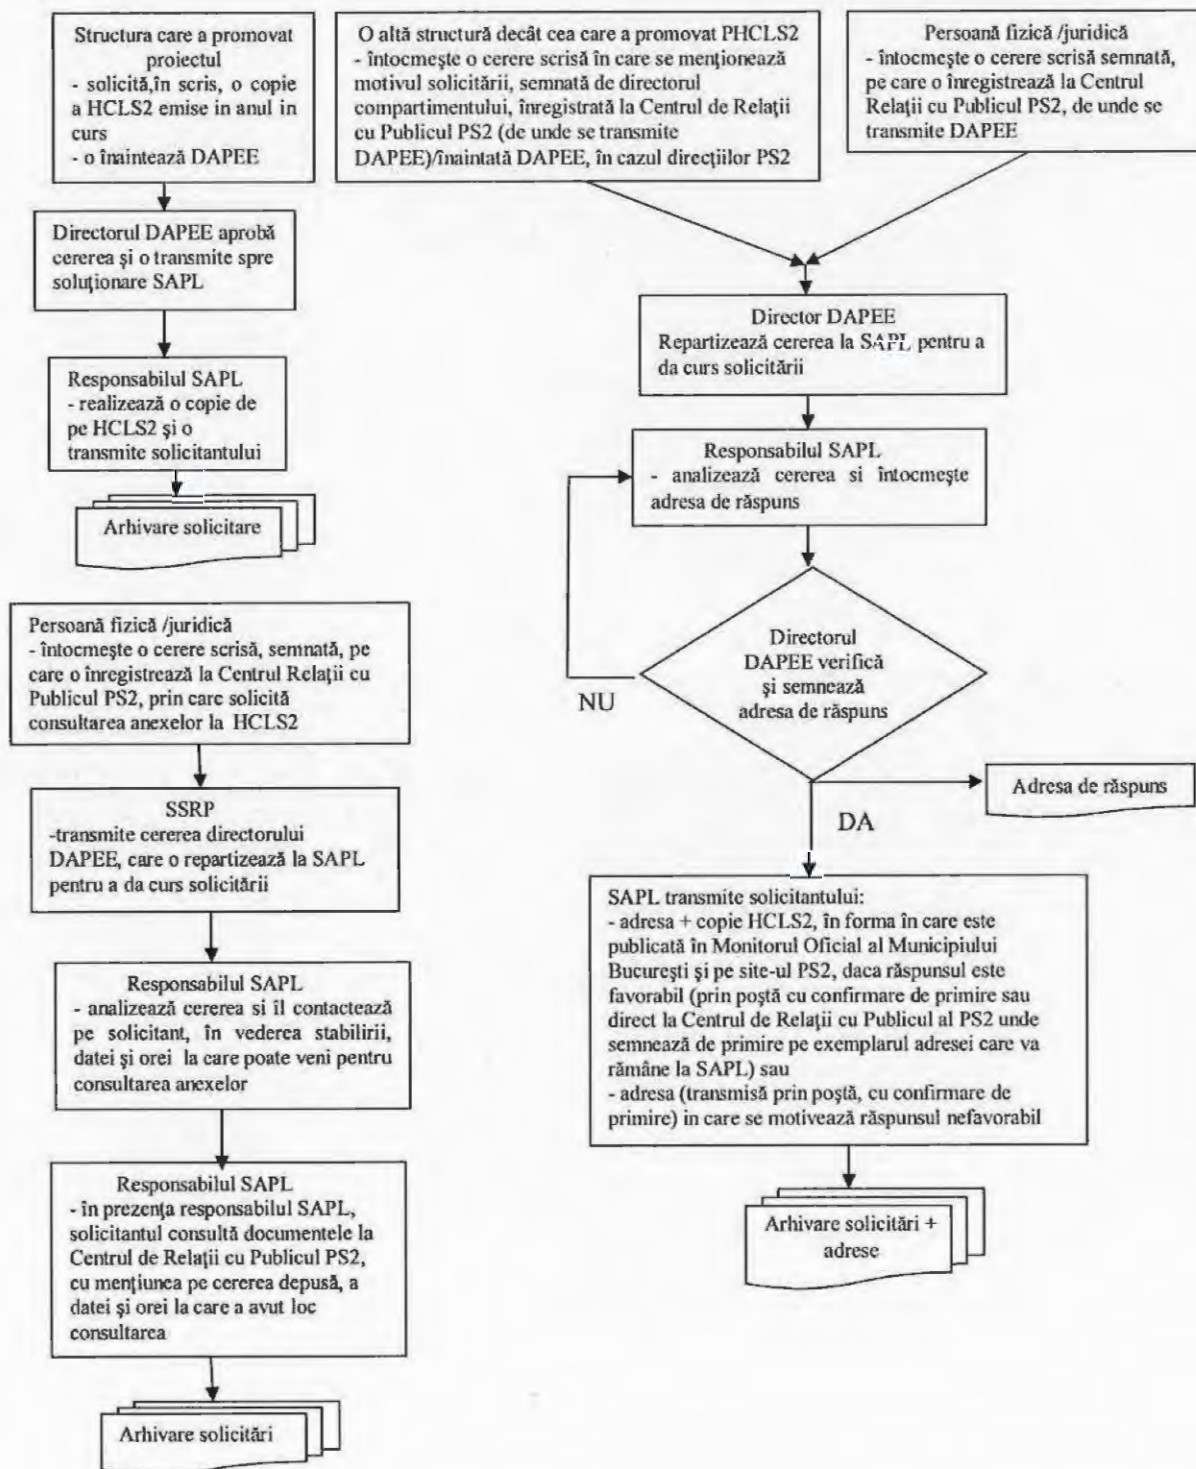 Structura care a promovat
proiectul
- solicită,în scris, o copie
a HCLS2 emise in anul in
curs
- o înaintează DAPEE
Directorul DAPEE aprobă
cererea și o transmite spre
soluţionare SAPL
Responsabilul SAPL
- realizează o copie de
pe HCLS2 şi o
transmite solicitantului
Arhivare solicitare
O altă structură decât cea care a promovat PHCLS2
- întocmeşte o cerere scrisă în care se menţionează
motivul solicitării, semnată de directorul
compartimentului, înregistrată la Centrul de Relaţii
cu Publicul PS2 (de unde se transmite
DAPEE)/înaintată DAPEE, în cazul direcţiilor PS2
Persoană fizică /juridică
- întocmeşte o cerere scrisă semnată,
pe care o înregistrează la Centrul
Relaţii cu Publicul PS2, de unde se
transmite DAPEE
Director DAPEE
Repartizează cererea la SAPL pentru a
da curs solicitării
Responsabilul SAPL
- analizează cererea si întocmeşte
adresa de răspuns
Directorul
DAPEE verifică
şi semnează
adresa de răspuns
NU
DA
Adresa de răspuns
SAPL transmite solicitantului:
- adresa + copie HCLS2, în forma în care este
publicată în Monitorul Oficial al Municipiului
Bucureşti şi pe site-ul PS2, daca răspunsul este
favorabil (prin poştă cu confirmare de primire sau
direct la Centrul de Relaţii cu Publicul al PS2 unde
semnează de primire pe exemplarul adresei care va
rămâne la SAPL) sau
- adresa (transmisă prin poştă, cu confirmare de
primire) in care se motivează răspunsul nefavorabil
Arhivare solicitări +
adrese
Persoană fizică /juridică
- întocmeşte o cerere scrisă, semnată, pe
care o înregistrează la Centrul Relaţii cu
Publicul PS2, prin care solicită
consultarea anexelor la HCLS2
SSRP
-transmite cererea directorului
DAPEE, care o repartizează la SAPL
pentru a da curs solicitării
Responsabilul SAPL
- analizează cererea si îl contactează
pe solicitant, în vederea stabilirii,
datei şi orei la care poate veni pentru
consultarea anexelor
Responsabilul SAPL
- în prezenţa responsabilul SAPL,
solicitantul consultă documentele la
Centrul de Relaţii cu Publicul PS2,
cu menţiunea pe cererea depusă, a
datei şi orei la care a avut loc
consultarea
Arhivare solicitări